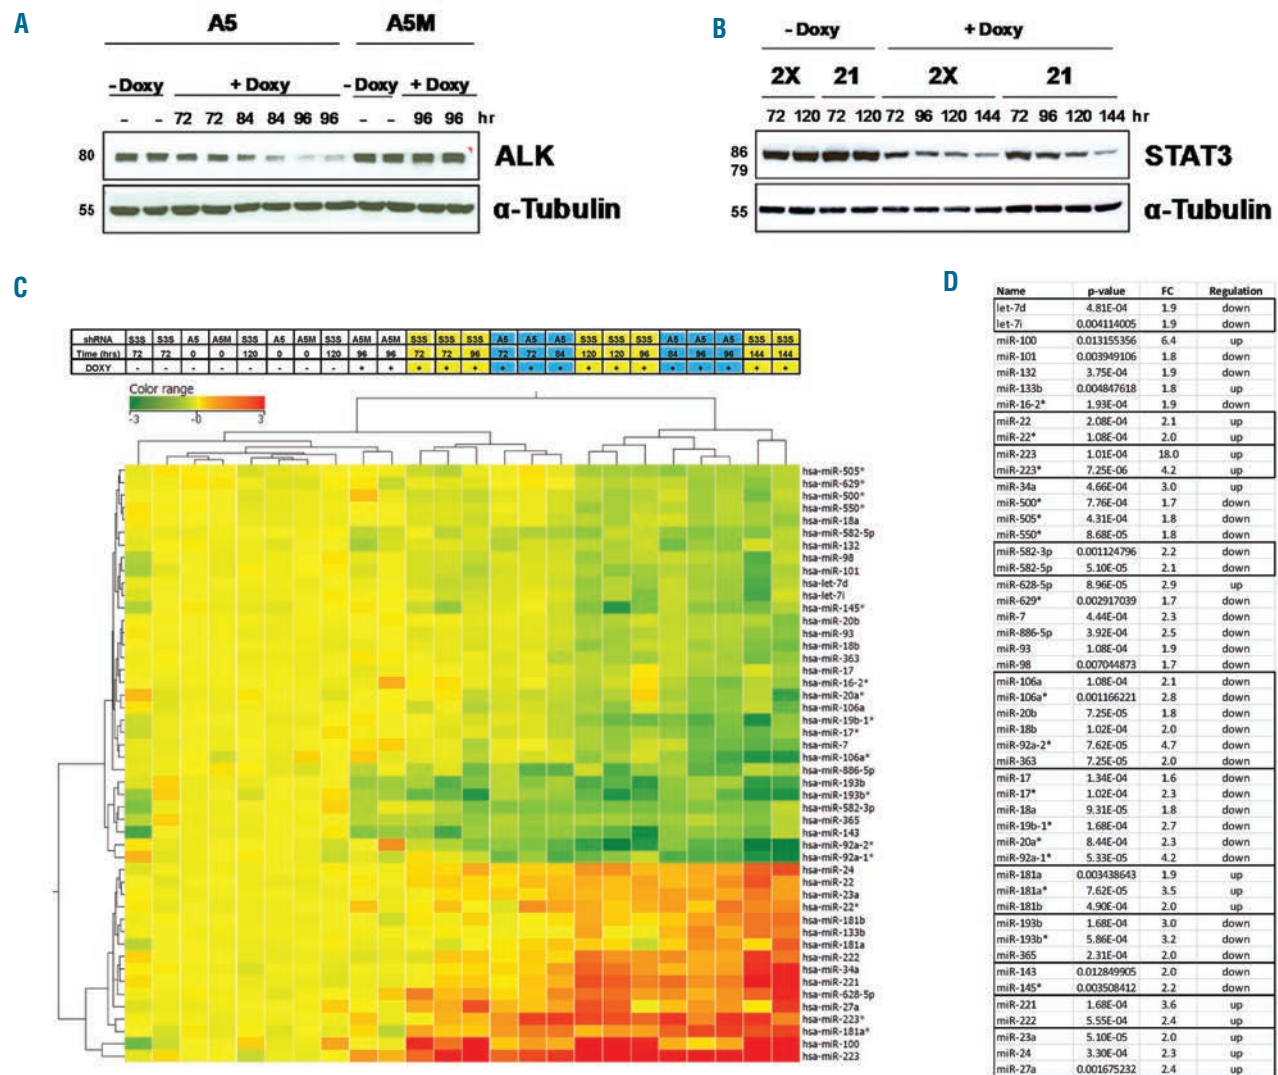 A
A5
A5M
- Doxy
+ Doxy
- Doxy
+ Doxy
- - 72 72 84 84 96 96 - - 96 96 hr
80
ALK
55
α-Tubulin
B
- Doxy
+ Doxy
2X 21 2X 21
72 120 72 120 72 96 120 144 72 96 120 144 hr
86
79
STAT3
55
α-Tubulin
C
shRNA S3S S3S A5 A5M S3S A5 A5M S3S A5M A5M S3S S3S S3S A5 A5 A5 S3S S3S S3S A5 A5 A5 S3S S3S
Time (hrs) 72 72 0 0 120 0 0 120 96 96 72 72 96 72 72 84 120 120 96 84 96 96 144 144
DOXY - - - - - - - - + + + + + + + + + + + + + + + +
Color range
-3 -0 3
hsa-miR-505*
hsa-miR-629*
hsa-miR-500*
hsa-miR-550*
hsa-miR-18a
hsa-miR-582-5p
hsa-miR-132
hsa-miR-98
hsa-miR-101
hsa-let-7d
hsa-let-7i
hsa-miR-145*
hsa-miR-20b
hsa-miR-93
hsa-miR-18b
hsa-miR-363
hsa-miR-17
hsa-miR-16-2*
hsa-miR-20a*
hsa-miR-106a
hsa-miR-19b-1*
hsa-miR-17*
hsa-miR-7
hsa-miR-106a*
hsa-miR-886-5p
hsa-miR-193b
hsa-miR-193b*
hsa-miR-582-3p
hsa-miR-365
hsa-miR-143
hsa-miR-92a-2*
hsa-miR-92a-1*
hsa-miR-24
hsa-miR-22
hsa-miR-23a
hsa-miR-22*
hsa-miR-181b
hsa-miR-133b
hsa-miR-181a
hsa-miR-222
hsa-miR-34a
hsa-miR-221
hsa-miR-628-5p
hsa-miR-27a
hsa-miR-223*
hsa-miR-181a*
hsa-miR-100
hsa-miR-223
D
Name p-value FC Regulation
let-7d 4.81E-04 1.9 down
let-7i 0.004114005 1.9 down
miR-100 0.013155356 6.4 up
miR-101 0.003949106 1.8 down
miR-132 3.75E-04 1.9 down
miR-133b 0.004847618 1.8 up
miR-16-2* 1.93E-04 1.9 down
miR-22 2.08E-04 2.1 up
miR-22* 1.08E-04 2.0 up
miR-223 1.01E-04 18.0 up
miR-223* 7.25E-06 4.2 up
miR-34a 4.66E-04 3.0 up
miR-500* 7.76E-04 1.7 down
miR-505* 4.31E-04 1.8 down
miR-550* 8.68E-05 1.8 down
miR-582-3p 0.001124796 2.2 down
miR-582-5p 5.10E-05 2.1 down
miR-628-5p 8.96E-05 2.9 up
miR-629* 0.002917039 1.7 down
miR-7 4.44E-04 2.3 down
miR-886-5p 3.92E-04 2.5 down
miR-93 1.08E-04 1.9 down
miR-98 0.007044873 1.7 down
miR-106a 1.08E-04 2.1 down
miR-106a* 0.001166221 2.8 down
miR-20b 7.25E-05 1.8 down
miR-18b 1.02E-04 2.0 down
miR-92a-2* 7.62E-05 4.7 down
miR-363 7.25E-05 2.0 down
miR-17 1.34E-04 1.6 down
miR-17* 1.02E-04 2.3 down
miR-18a 9.31E-05 1.8 down
miR-19b-1* 1.68E-04 2.7 down
miR-20a* 8.44E-04 2.3 down
miR-92a-1* 5.33E-05 4.2 down
miR-181a 0.003438643 1.9 up
miR-181a* 7.62E-05 3.5 up
miR-181b 4.90E-04 2.0 up
miR-193b 1.68E-04 3.0 down
miR-193b* 5.86E-04 3.2 down
miR-365 2.31E-04 2.0 down
miR-143 0.012849905 2.0 down
miR-145* 0.003508412 2.2 down
miR-221 1.68E-04 3.6 up
miR-222 5.55E-04 2.4 up
miR-23a 5.10E-05 2.0 up
miR-24 3.30E-04 2.3 up
miR-27a 0.001675232 2.4 up